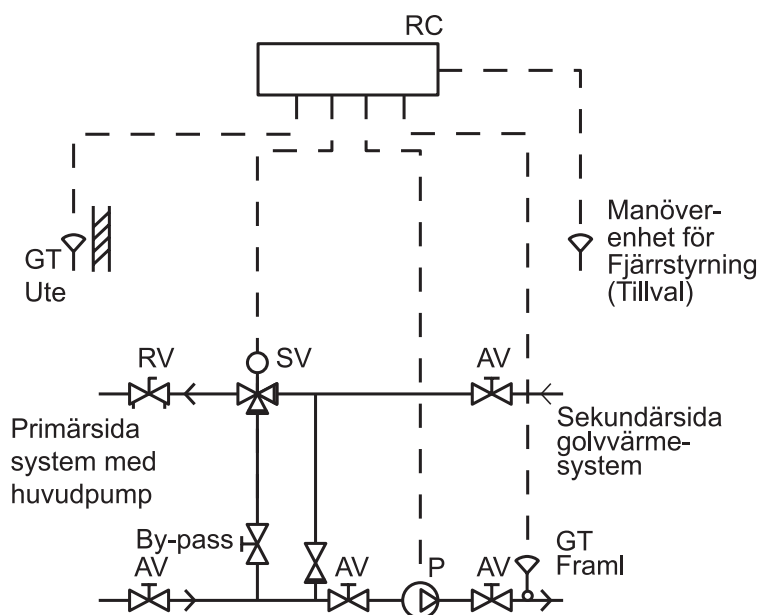 RC
GT
Ute
Manöver-
enhet för
Fjärrstyrning
(Tillval)
RV
SV
AV
Primärsida
system med
huvudpump
Sekundärsida
golvvärme-
system
By-pass
AV
AV
P
AV
GT
Framl